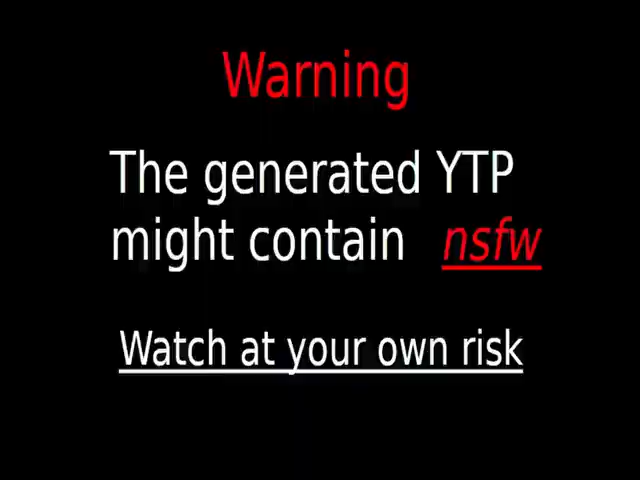 Warning
The generated YTP
might contain nsfw
Watch at your own risk